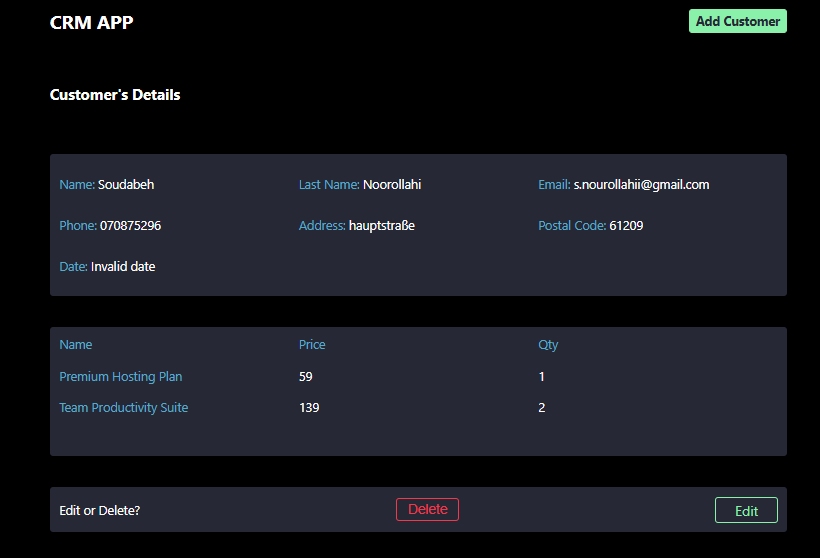 CRM APP Add Customer
Customer's Details
Name: Soudabeh Last Name: Noorollahi Email: s.nourollahii@gmail.com
Phone: 070875296 Address: hauptstraße Postal Code: 61209
Date: Invalid date
Name Price Qty
Premium Hosting Plan 59 1
Team Productivity Suite 139 2
Edit or Delete? Delete Edit